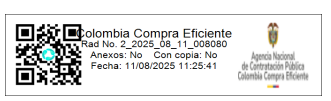 Colombia Compra Eficiente
Rad No. 2_2025_08_11_008080
Anexos: No Con copia: No
Fecha: 11/08/2025 11:25:41
Agencia Nacional
de Contratación Pública
Colombia Compra Eficiente